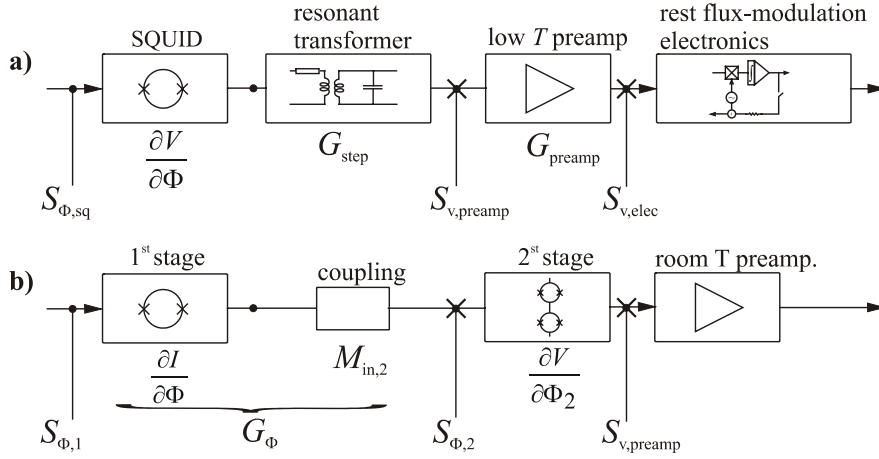 a)
SQUID
resonant
transformer
low T preamp
rest flux-modulation
electronics
∂V
∂Φ
G_step
G_preamp
S_Φ,sq
S_v,preamp
S_v,elec
b)
1st stage
coupling
2st stage
room T preamp.
∂I
∂Φ
M_in,2
∂V
∂Φ_2
G_Φ
S_Φ,1
S_Φ,2
S_v,preamp